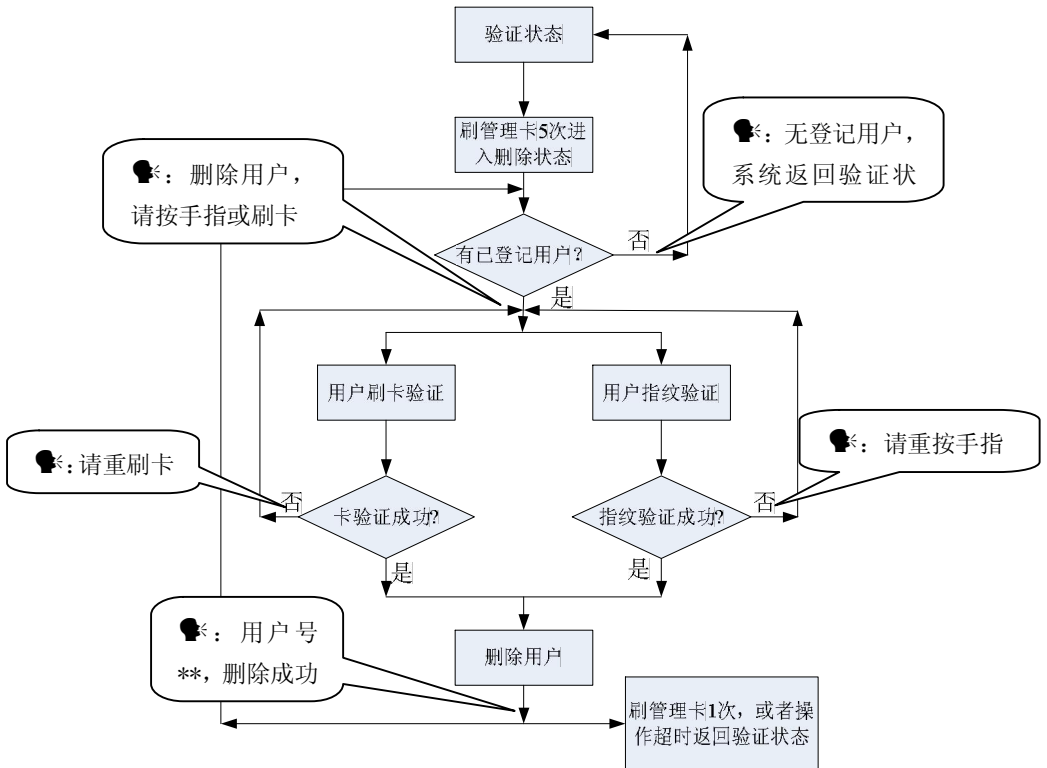 验证状态
刷管理卡5次进
入删除状态
：无登记用户，
系统返回验证状
：删除用户，
请按手指或刷卡
有已登记用户?
否
是
用户刷卡验证
用户指纹验证
：请重刷卡
：请重按手指
否
卡验证成功?
指纹验证成功?
否
是
是
：用户号
**，删除成功
删除用户
刷管理卡1次，或者操
作超时返回验证状态